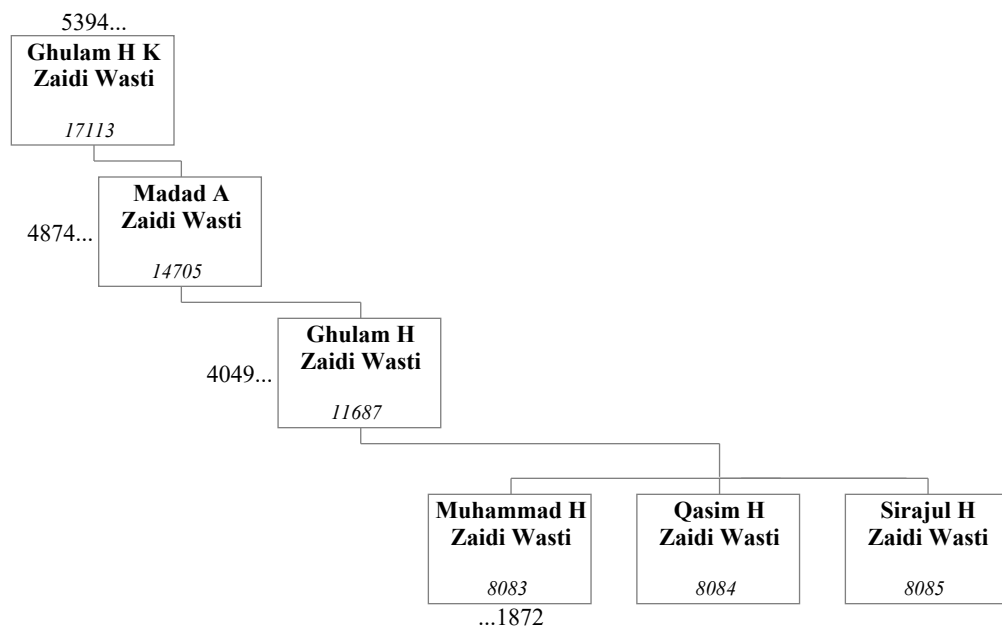 5394...
Ghulam H K
Zaidi Wasti
17113
Madad A
Zaidi Wasti
4874...
14705
Ghulam H
Zaidi Wasti
4049...
11687
Muhammad H
Zaidi Wasti
8083
...1872
Qasim H
Zaidi Wasti
8084
Sirajul H
Zaidi Wasti
8085